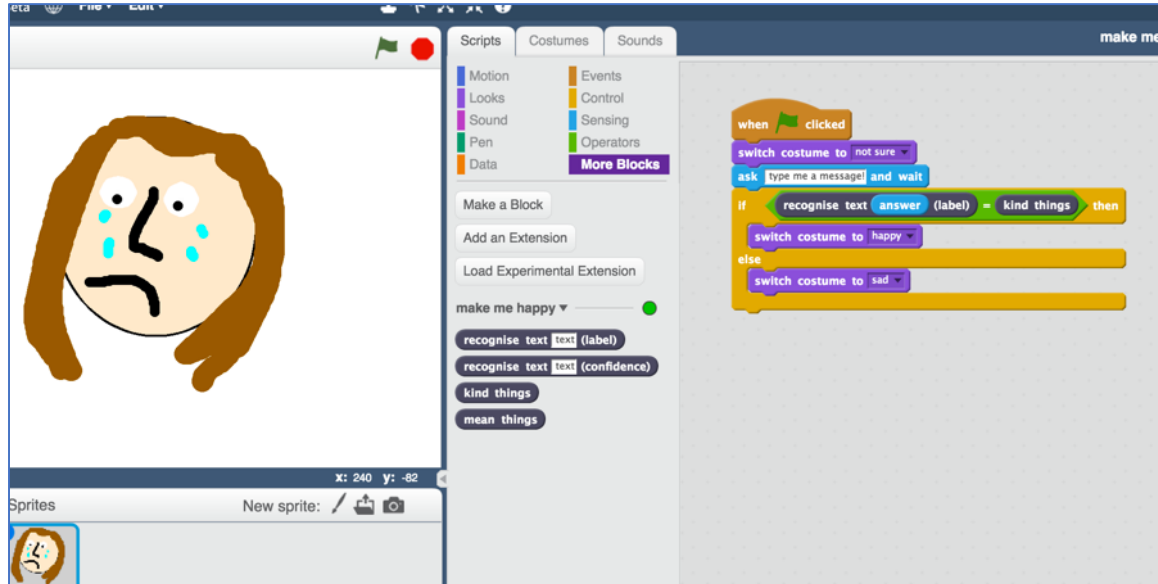 eta File Edit
Scripts Costumes Sounds
make me
Motion Events
Looks Control
Sound Sensing
Pen Operators
Data More Blocks
Make a Block
Add an Extension
Load Experimental Extension
make me happy
recognise text text (label)
recognise text text (confidence)
kind things
mean things
when clicked
switch costume to not sure
ask type me a message! and wait
if recognise text answer (label) = kind things then
switch costume to happy
else
switch costume to sad
x: 240 y: -82
Sprites New sprite: